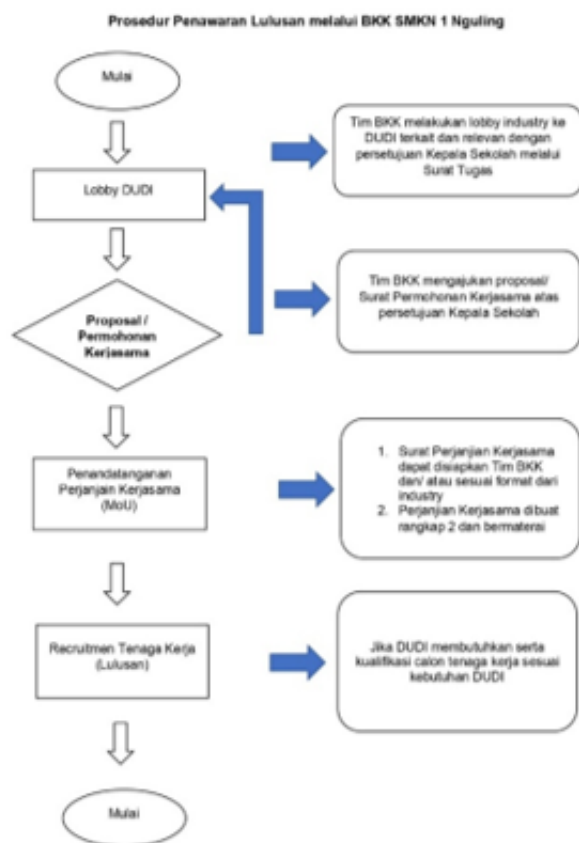 Prosedur Penawaran Lulusan melalui BKK SMKN 1 Nguling
Mulai
Tim BKK melakukan lobby industry ke
DUDI terkait dan relevan dengan
persetujuan Kepala Sekolah melalui
Surat Tugas
Lobby DUDI
Tim BKK mengajukan proposal/
Surat Permohonan Kerjasama atas
persetujuan Kepala Sekolah
Proposal /
Permohonan
Kerjasama
1. Surat Perjanjian Kerjasama
dapat disiapkan Tim BKK
dan/ atau sesuai format dari
industry
2. Perjanjian Kerjasama dibuat
rangkap 2 dan bermaterai
Penandatanganan
Perjanjain Kerjasama
(MoU)
Recruitmen Tenaga Kerja
(Lulusan)
Jika DUDI membutuhkan serta
kualifikasi calon tenaga kerja sesuai
kebutuhan DUDI
Mulai